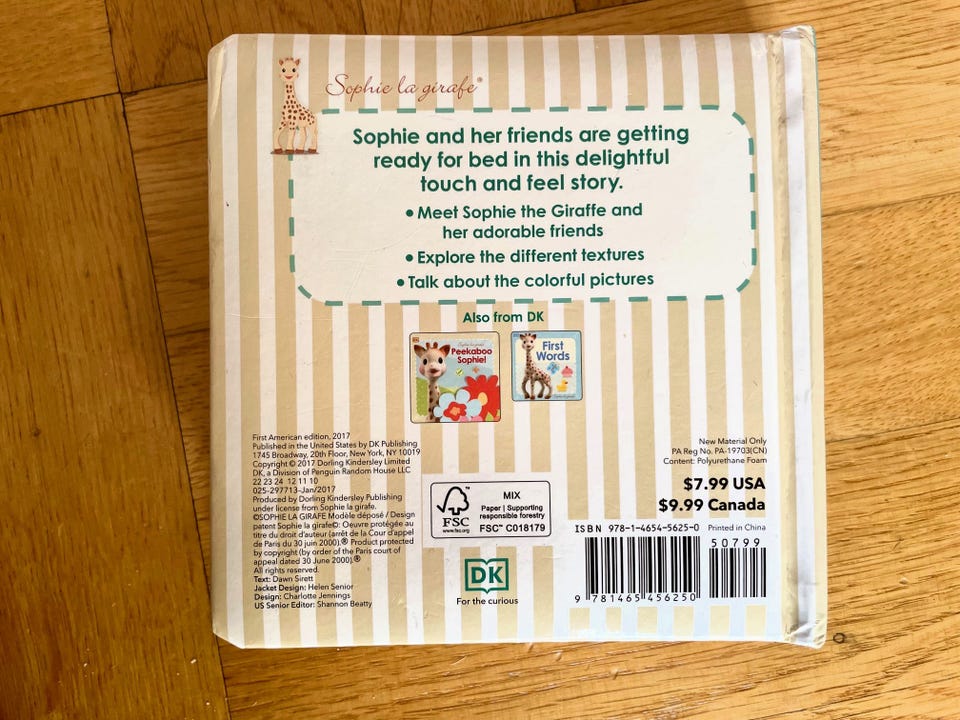 Sophie la girafe®
Sophie and her friends are getting
ready for bed in this delightful
touch and feel story.
• Meet Sophie the Giraffe and
her adorable friends
• Explore the different textures
• Talk about the colorful pictures
Also from DK
DK
Sophie la girafe
Peekaboo
Sophie!
First
Words
Sophie la girafe
First American edition, 2017
Published in the United States by DK Publishing
1745 Broadway, 20th Floor, New York, NY 10019
Copyright © 2017 Dorling Kindersley Limited
DK, a Division of Penguin Random House LLC
22 23 24 12 11 10
025-297713-Jan/2017
Produced by Dorling Kindersley Publishing
under license from Sophie la girafe.
©SOPHIE LA GIRAFE Modèle déposé / Design
patent Sophie la girafe©: Oeuvre protégée au
titre du droit d'auteur (arrêt de la Cour d'appel
de Paris du 30 juin 2000).® Product protected
by copyright (by order of the Paris court of
appeal dated 30 June 2000).®
All rights reserved.
Text: Dawn Sirett
Jacket Design: Helen Senior
Design: Charlotte Jennings
US Senior Editor: Shannon Beatty
FSC
www.fsc.org
MIX
Paper | Supporting
responsible forestry
FSC™ C018179
DK
For the curious
New Material Only
PA Reg No. PA-19703(CN)
Content: Polyurethane Foam
$7.99 USA
$9.99 Canada
ISBN 978-1-4654-5625-0 Printed in China
50799
9 781465 456250